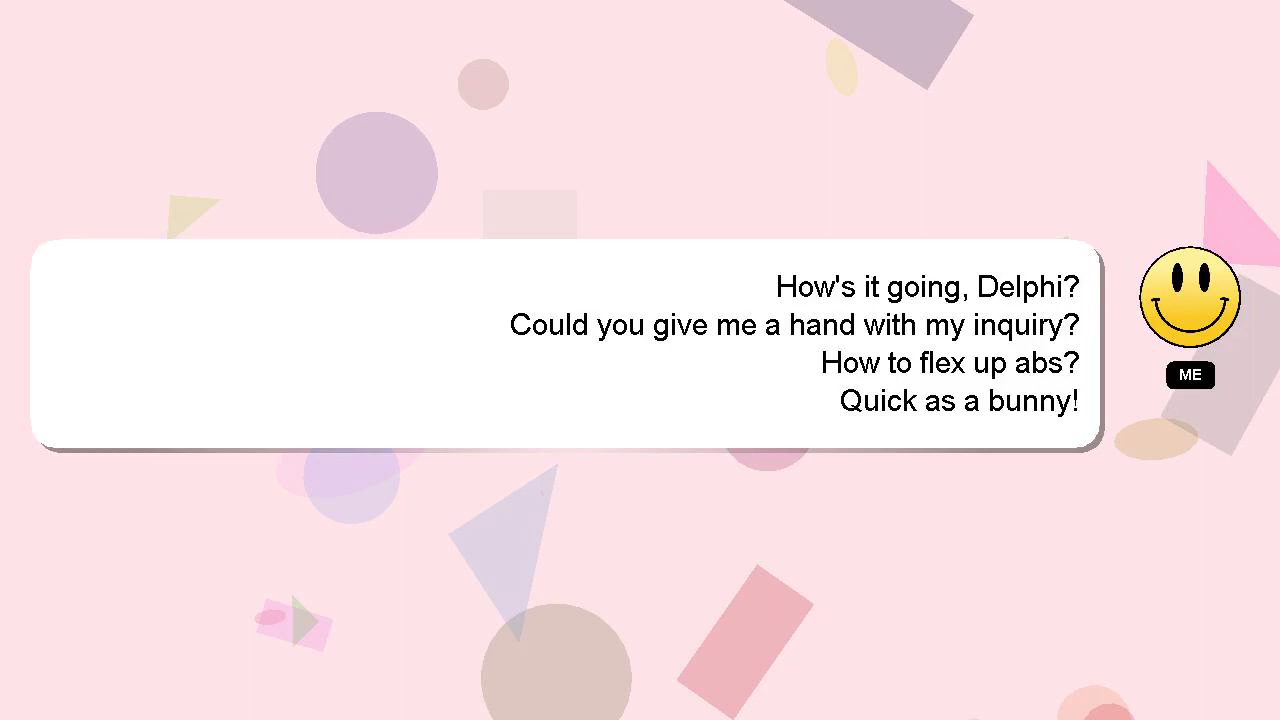 How's it going, Delphi?
Could you give me a hand with my inquiry?
How to flex up abs?
Quick as a bunny!
ME